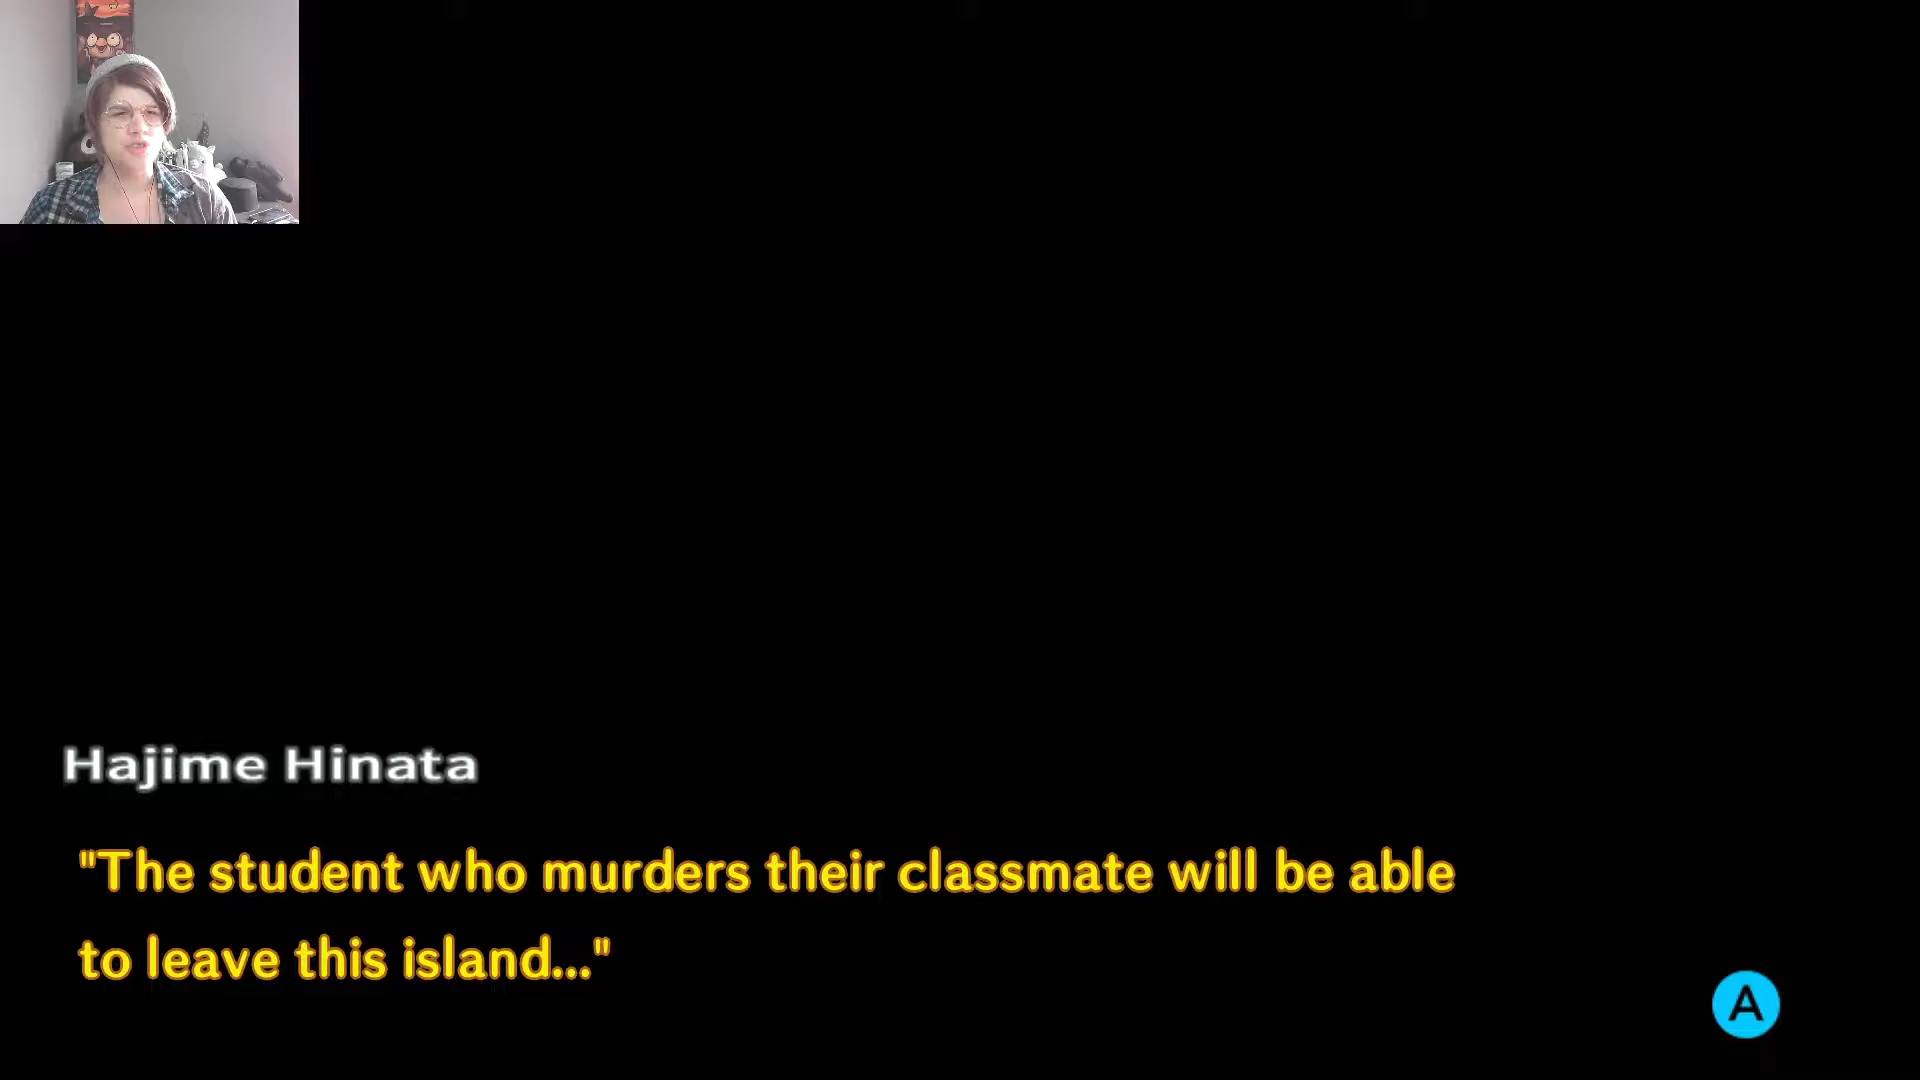 Hajime Hinata
"The student who murders their classmate will be able
to leave this island..."
A